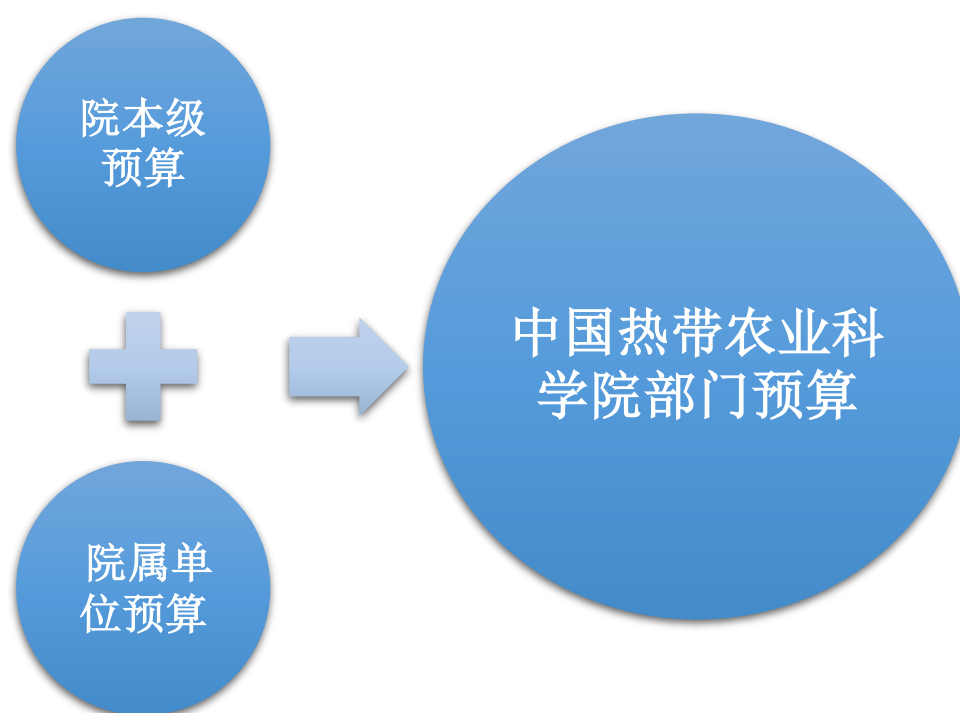 院本级
预算
院属单
位预算
中国热带农业科
学院部门预算